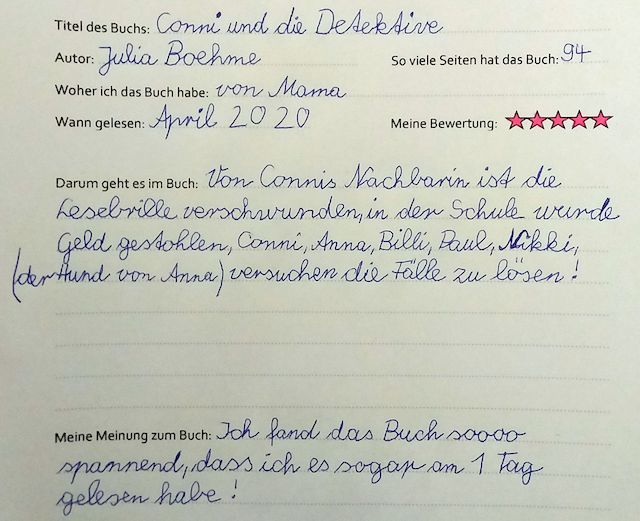 Titel des Buchs: Conni und die Detektive
Autor: Julia Boehme So viele Seiten hat das Buch: 94
Woher ich das Buch habe: von Mama
Wann gelesen: April 2020 Meine Bewertung:
Darum geht es im Buch: Von Connis Nachbarin ist die
Lesebrille verschwunden, in der Schule wurde
Geld gestohlen, Conni, Anna, Billi, Paul, Nikki,
(der Hund von Anna) versuchen die Fälle zu lösen!
Meine Meinung zum Buch: Ich fand das Buch soooo
spannend, dass ich es sogar am 1 Tag
gelesen habe!